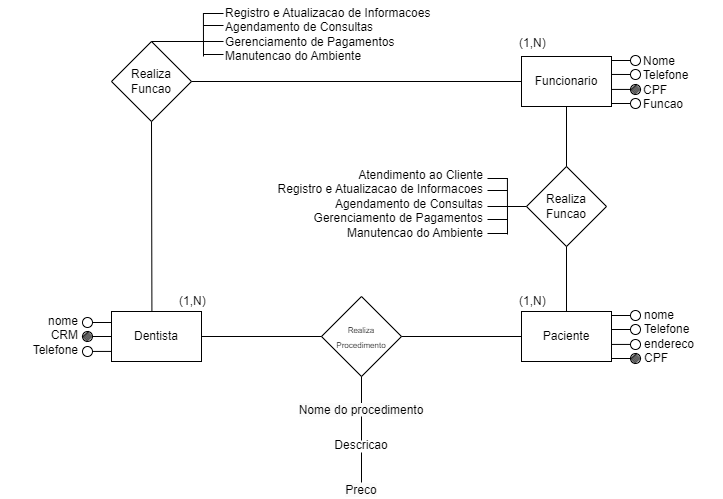 Registro e Atualizacao de Informacoes
Agendamento de Consultas
Gerenciamento de Pagamentos
Manutencao do Ambiente
Realiza
Funcao
(1,N)
Funcionario
Nome
Telefone
CPF
Funcao
Atendimento ao Cliente
Registro e Atualizacao de Informacoes
Agendamento de Consultas
Gerenciamento de Pagamentos
Manutencao do Ambiente
Realiza
Funcao
(1,N)
nome
CRM
Telefone
Dentista
Realiza
Procedimento
(1,N)
Paciente
nome
Telefone
endereco
CPF
Nome do procedimento
Descricao
Preco